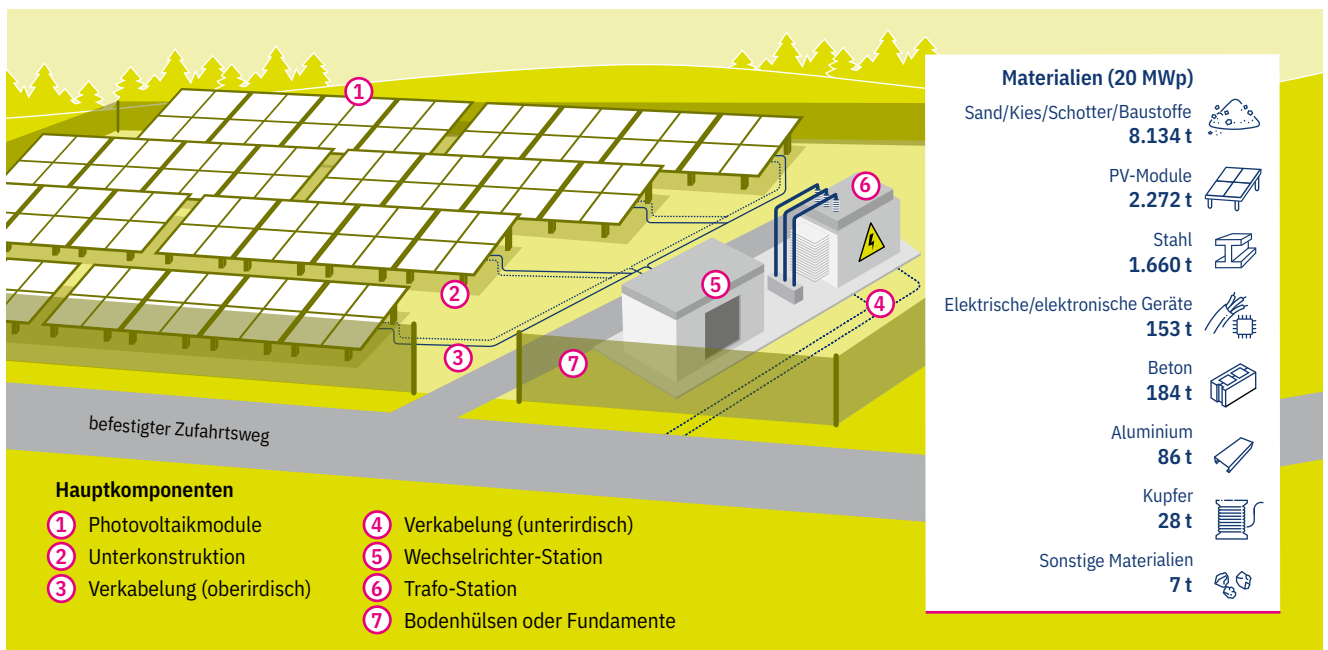 1
2
3
4
5
6
7
befestigter Zufahrtsweg
Hauptkomponenten
1 Photovoltaikmodule
2 Unterkonstruktion
3 Verkabelung (oberirdisch)
4 Verkabelung (unterirdisch)
5 Wechselrichter-Station
6 Trafo-Station
7 Bodenhülsen oder Fundamente
Materialien (20 MWp)
Sand/Kies/Schotter/Baustoffe
8.134 t
PV-Module
2.272 t
Stahl
1.660 t
Elektrische/elektronische Geräte
153 t
Beton
184 t
Aluminium
86 t
Kupfer
28 t
Sonstige Materialien
7 t